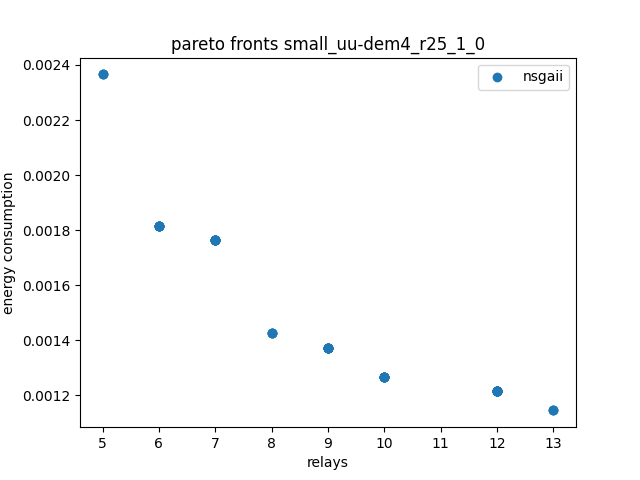 pareto fronts small_uu-dem4_r25_1_0
nsgaii
0.0024
0.0022
0.0020
0.0018
0.0016
0.0014
0.0012
energy consumption
5 6 7 8 9 10 11 12 13
relays